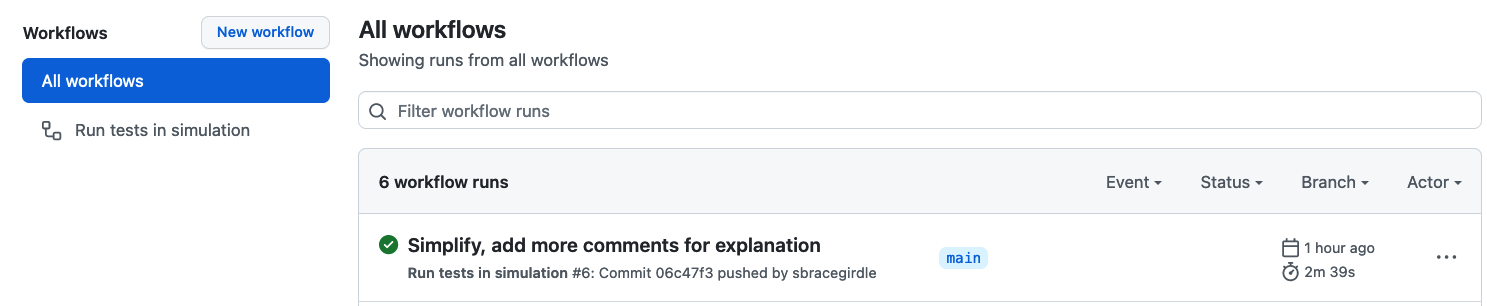 Workflows
New workflow
All workflows
Run tests in simulation
All workflows
Showing runs from all workflows
Filter workflow runs
6 workflow runs
Event
Status
Branch
Actor
Simplify, add more comments for explanation
Run tests in simulation #6: Commit 06c47f3 pushed by sbracegirdle
main
1 hour ago
2m 39s